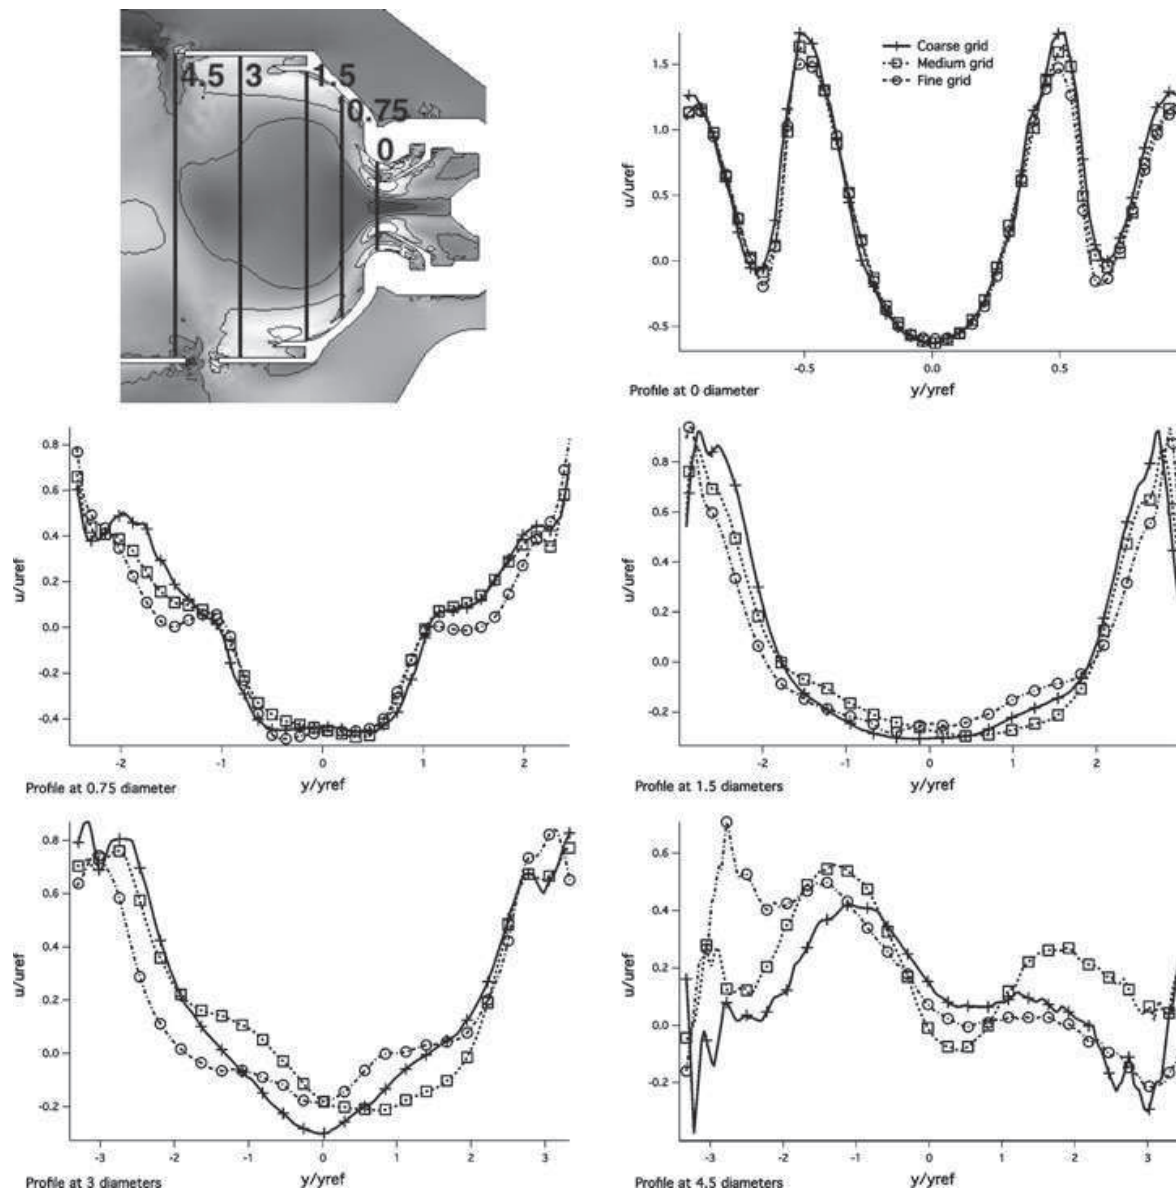 4.5 3 1.5
0.75
0
Coarse grid
Medium grid
Fine grid
1.5
1.0
0.5
0.0
-0.5
u/uref
-0.5 0.0 0.5
Profile at 0 diameter
y/yref
0.8
0.6
0.4
0.2
0.0
-0.2
-0.4
u/uref
-2 -1 0 1 2
Profile at 0.75 diameter
y/yref
0.8
0.6
0.4
0.2
0.0
-0.2
u/uref
-2 -1 0 1 2
Profile at 1.5 diameters
y/yref
0.8
0.6
0.4
0.2
0.0
-0.2
u/uref
-3 -2 -1 0 1 2 3
Profile at 3 diameters
y/yref
0.6
0.4
0.2
0.0
-0.2
u/uref
-3 -2 -1 0 1 2 3
Profile at 4.5 diameters
y/yref